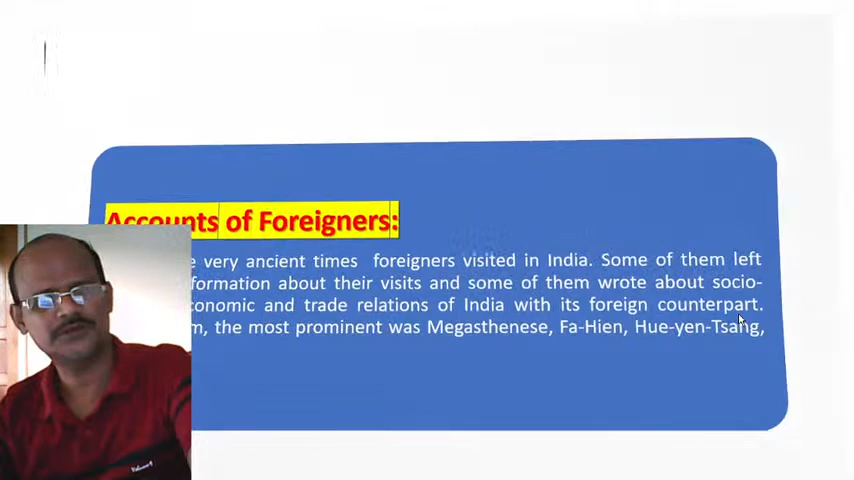 Accounts of Foreigners:
very ancient times foreigners visited in India. Some of them left
formation about their visits and some of them wrote about socio-
conomic and trade relations of India with its foreign counterpart.
m, the most prominent was Megasthenese, Fa-Hien, Hue-yen-Tsang,